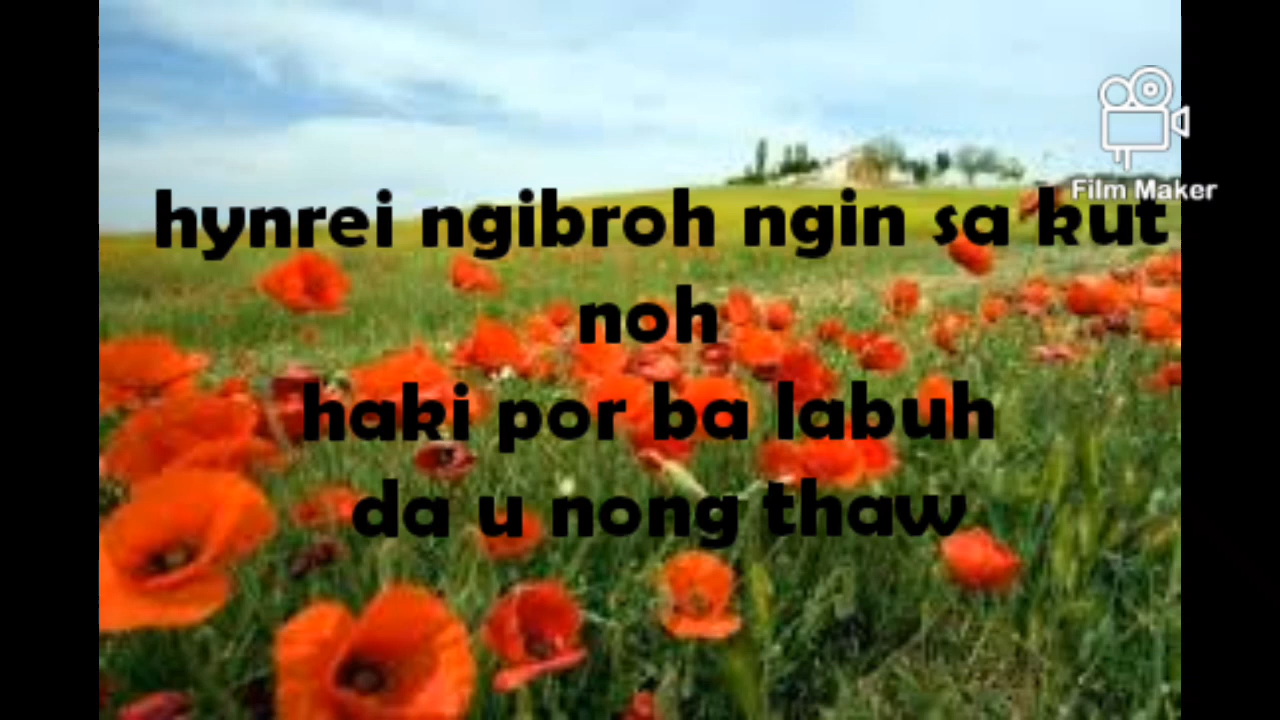 Film Maker
hynrei ngibroh ngin sa kut
noh
haki por ba labuh
da u nong thaw